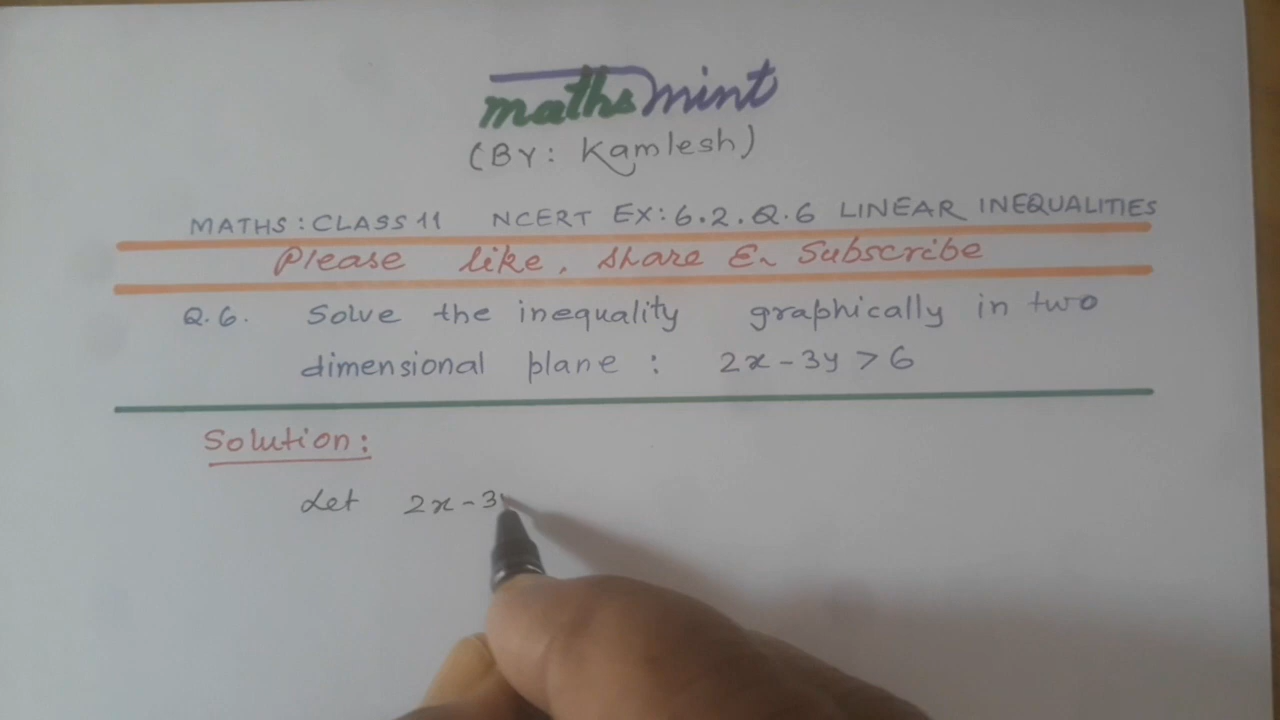 maths mint
(BY: Kamlesh)
MATHS: CLASS 11 NCERT EX: 6.2. Q.6 LINEAR INEQUALITIES
Please like, share & Subscribe
Q.6. Solve the inequality graphically in two
dimensional plane: 2x - 3y > 6
Solution:
Let 2x - 3